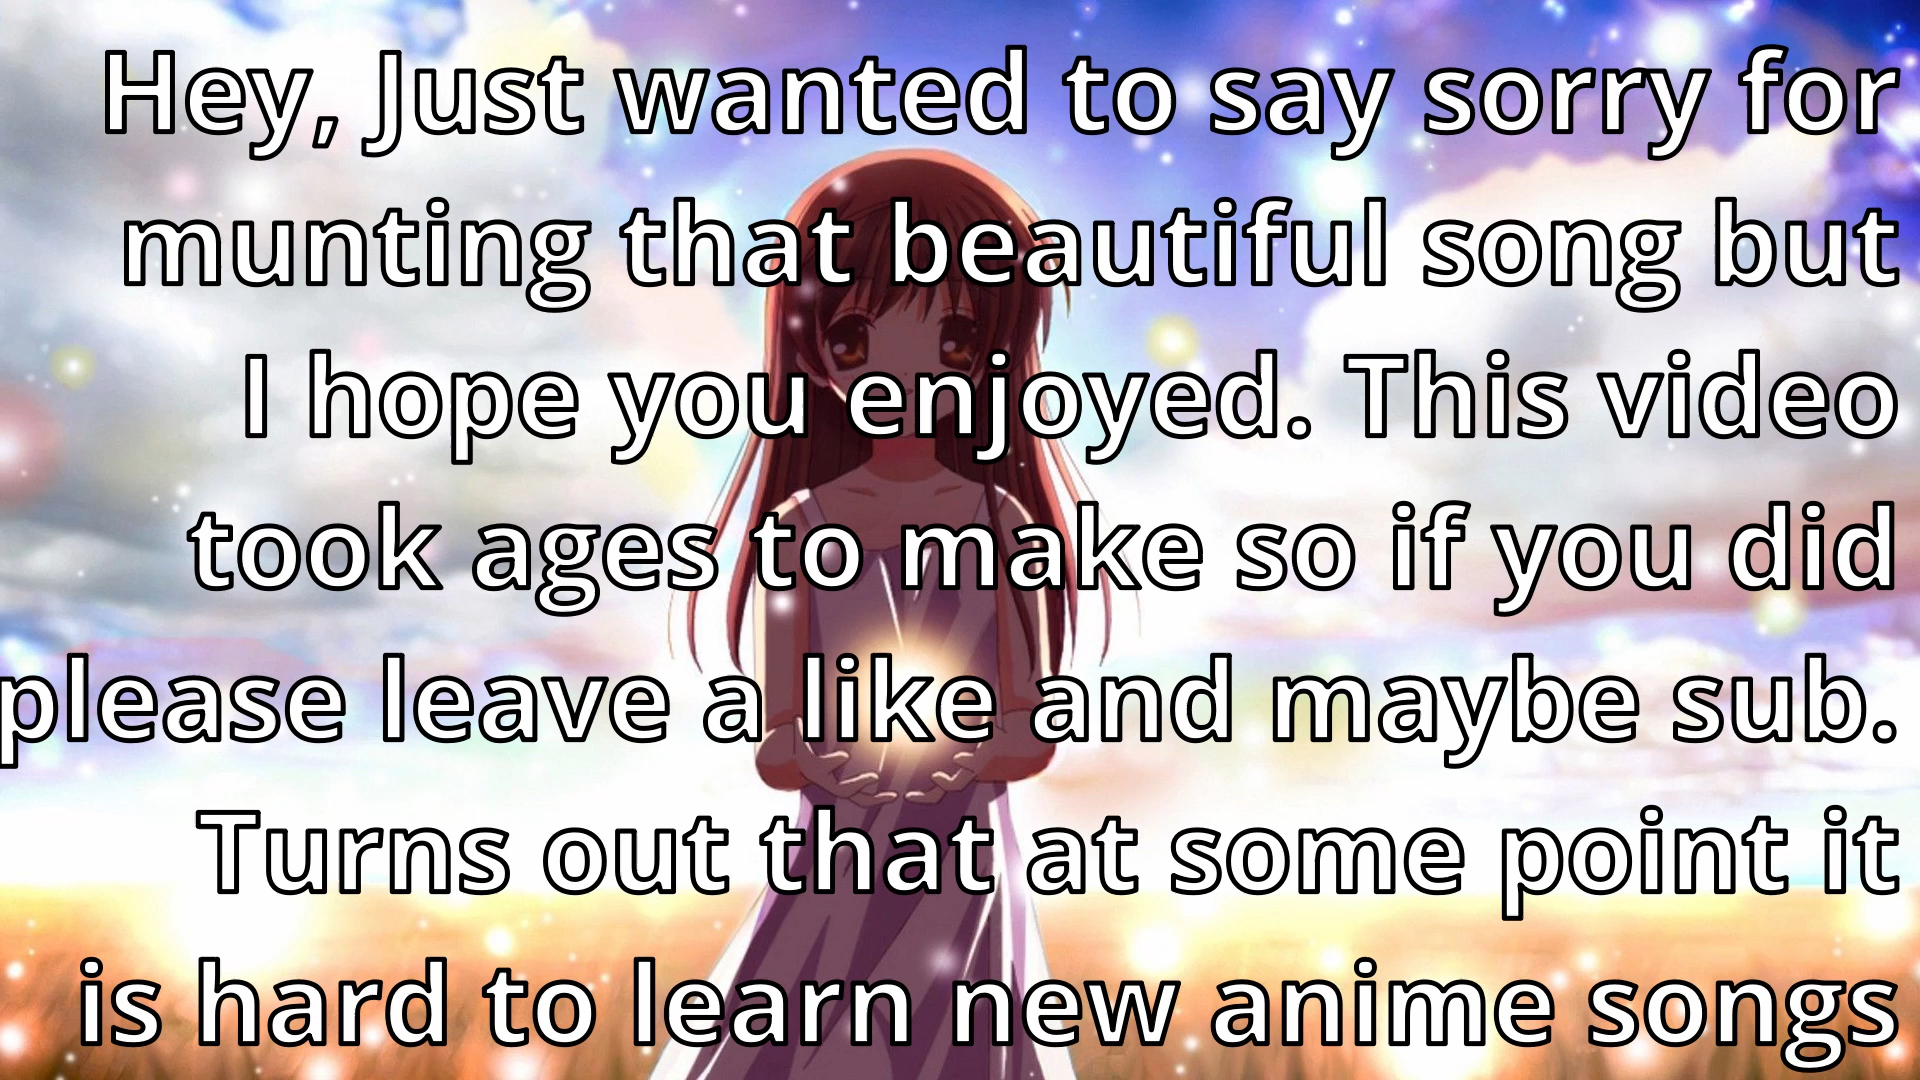 Hey, Just wanted to say sorry for
munting that beautiful song but
I hope you enjoyed. This video
took ages to make so if you did
please leave a like and maybe sub.
Turns out that at some point it
is hard to learn new anime songs